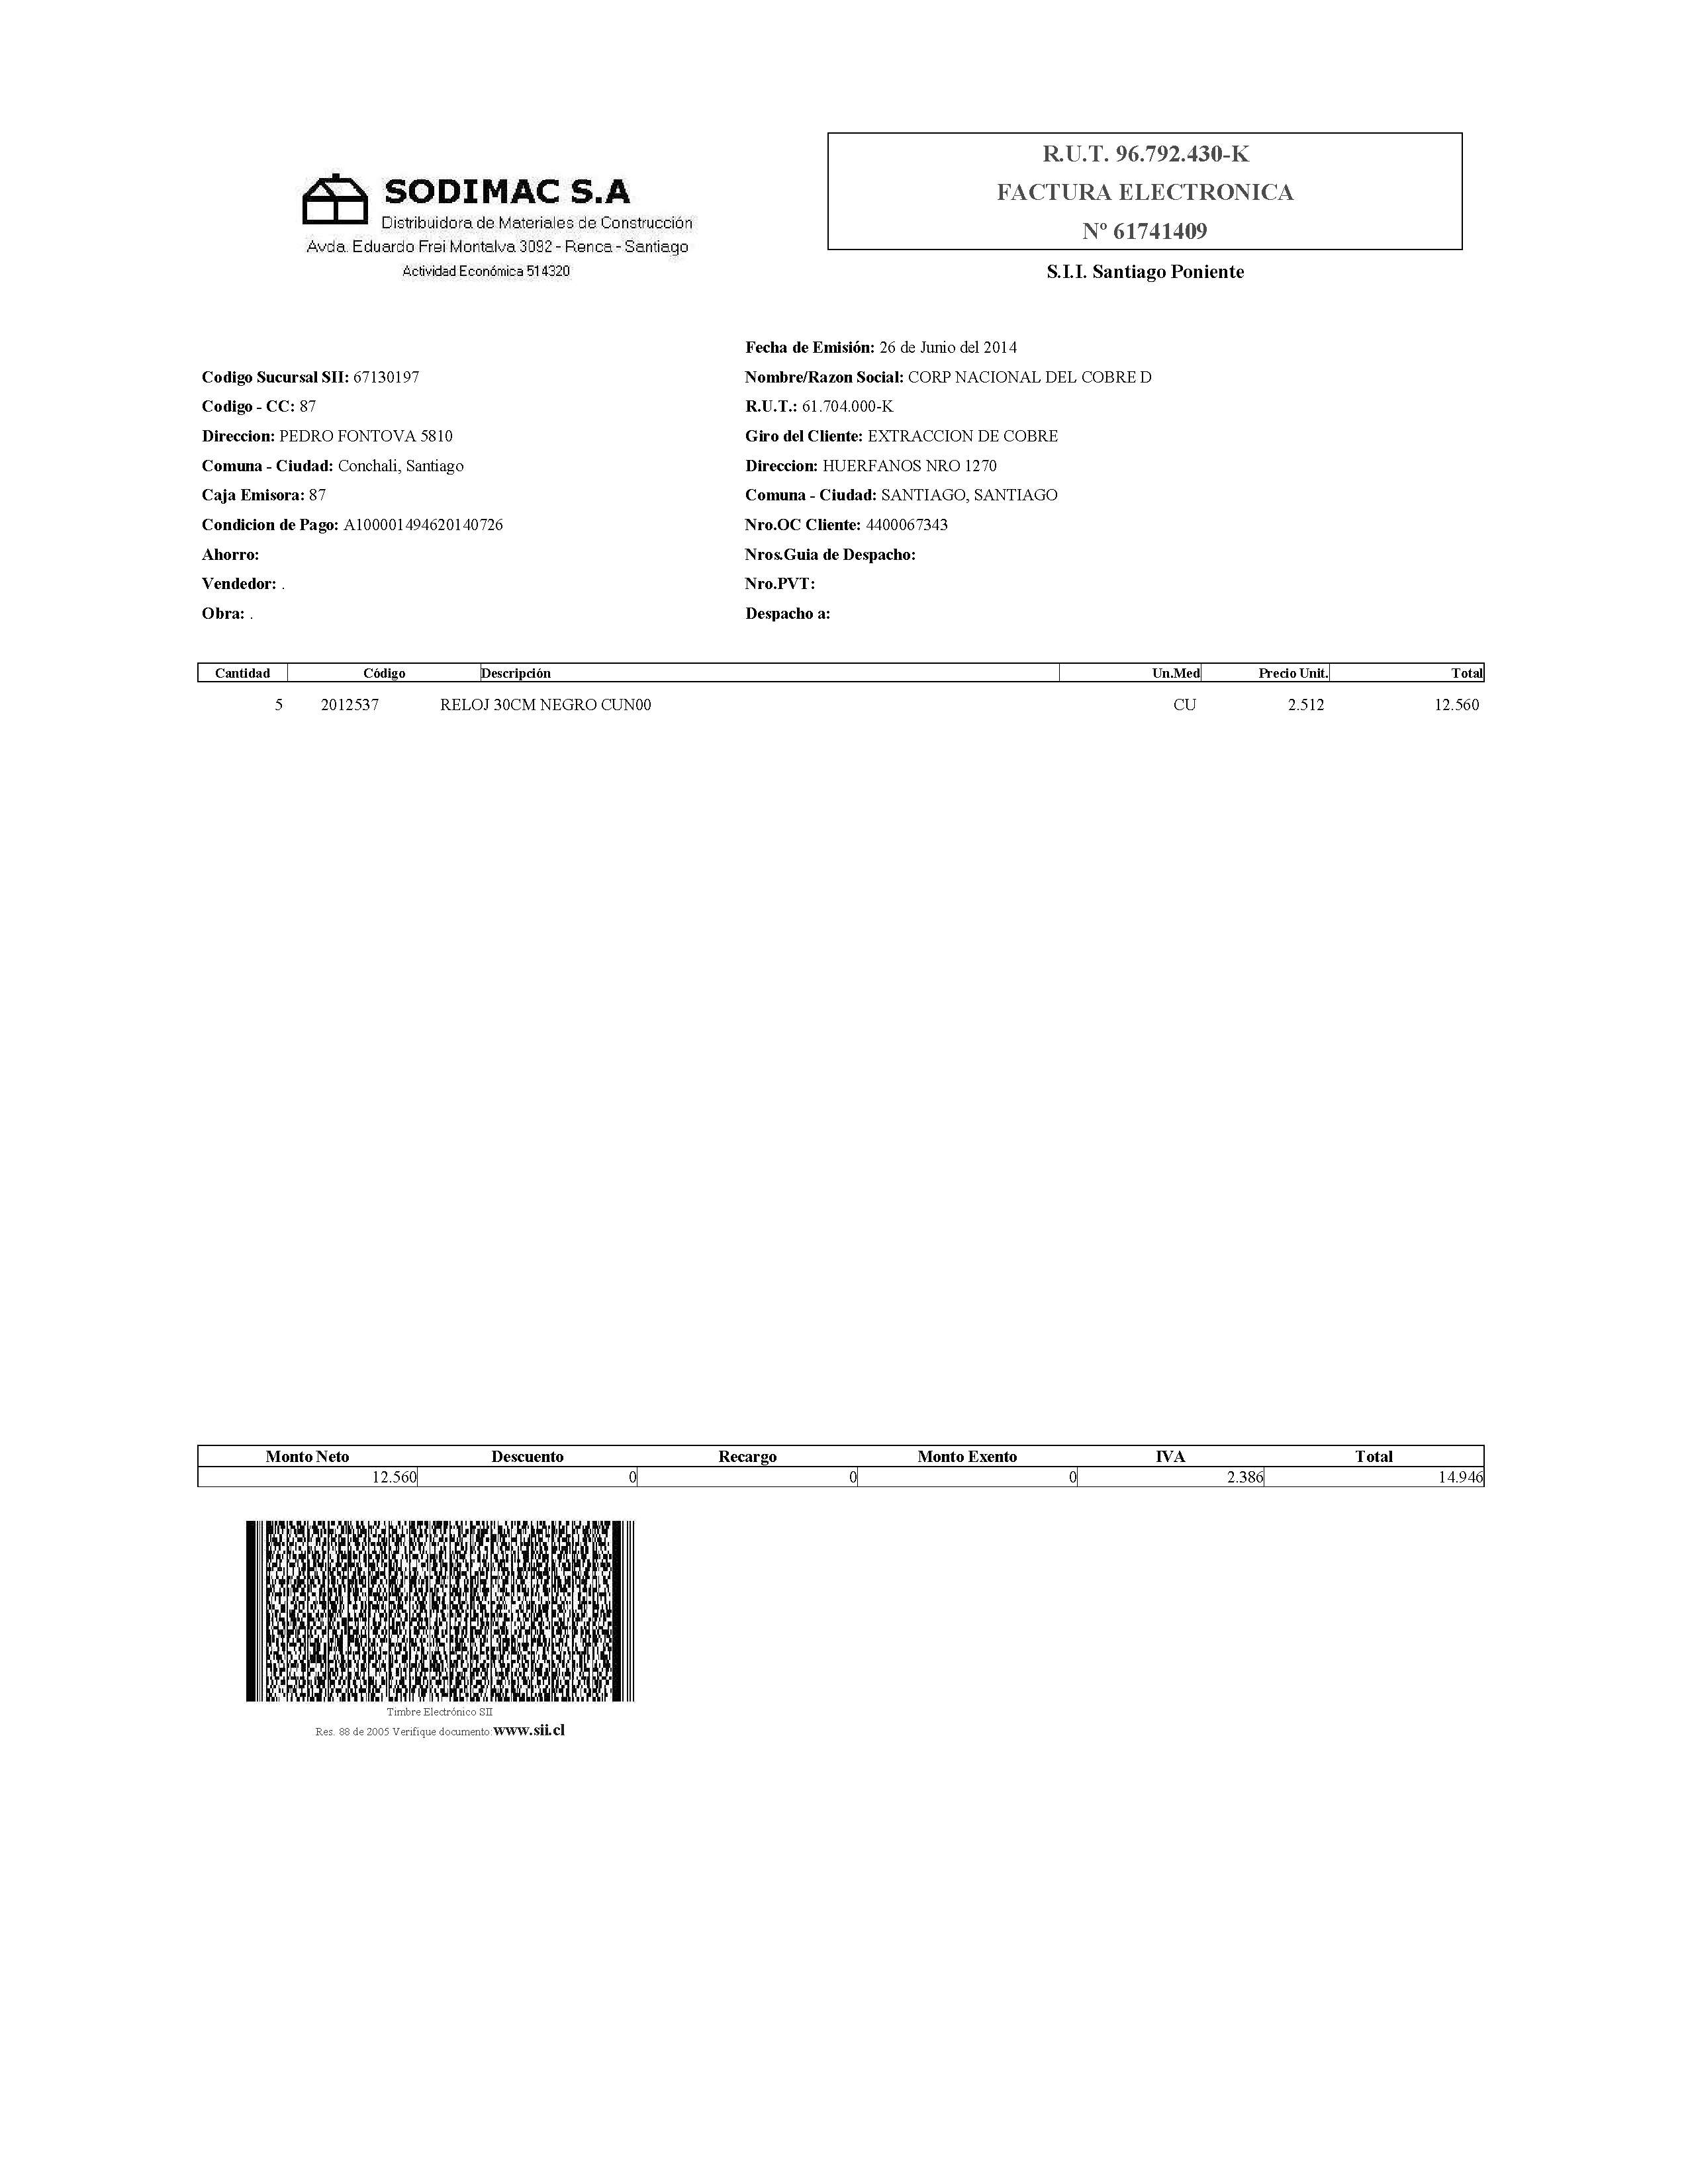 SODIMAC S.A
Distribuidora de Materiales de Construcción
Avda. Eduardo Frei Montalva 3092 - Renca - Santiago
Actividad Económica 514320
R.U.T. 96.792.430-K
FACTURA ELECTRONICA
Nº 61741409
S.I.I. Santiago Poniente
Codigo Sucursal SII: 67130197
Codigo - CC: 87
Direccion: PEDRO FONTOVA 5810
Comuna - Ciudad: Conchali, Santiago
Caja Emisora: 87
Condicion de Pago: A100001494620140726
Ahorro:
Vendedor: .
Obra: .
Fecha de Emisión: 26 de Junio del 2014
Nombre/Razon Social: CORP NACIONAL DEL COBRE D
R.U.T.: 61.704.000-K
Giro del Cliente: EXTRACCION DE COBRE
Direccion: HUERFANOS NRO 1270
Comuna - Ciudad: SANTIAGO, SANTIAGO
Nro.OC Cliente: 4400067343
Nros.Guia de Despacho:
Nro.PVT:
Despacho a:
Cantidad Código Descripción Un.Med Precio Unit. Total
5 2012537 RELOJ 30CM NEGRO CUN00 CU 2.512 12.560
Monto Neto Descuento Recargo Monto Exento IVA Total
12.560 0 0 0 2.386 14.946
Timbre Electrónico SII
Res. 88 de 2005 Verifique documento: www.sii.cl